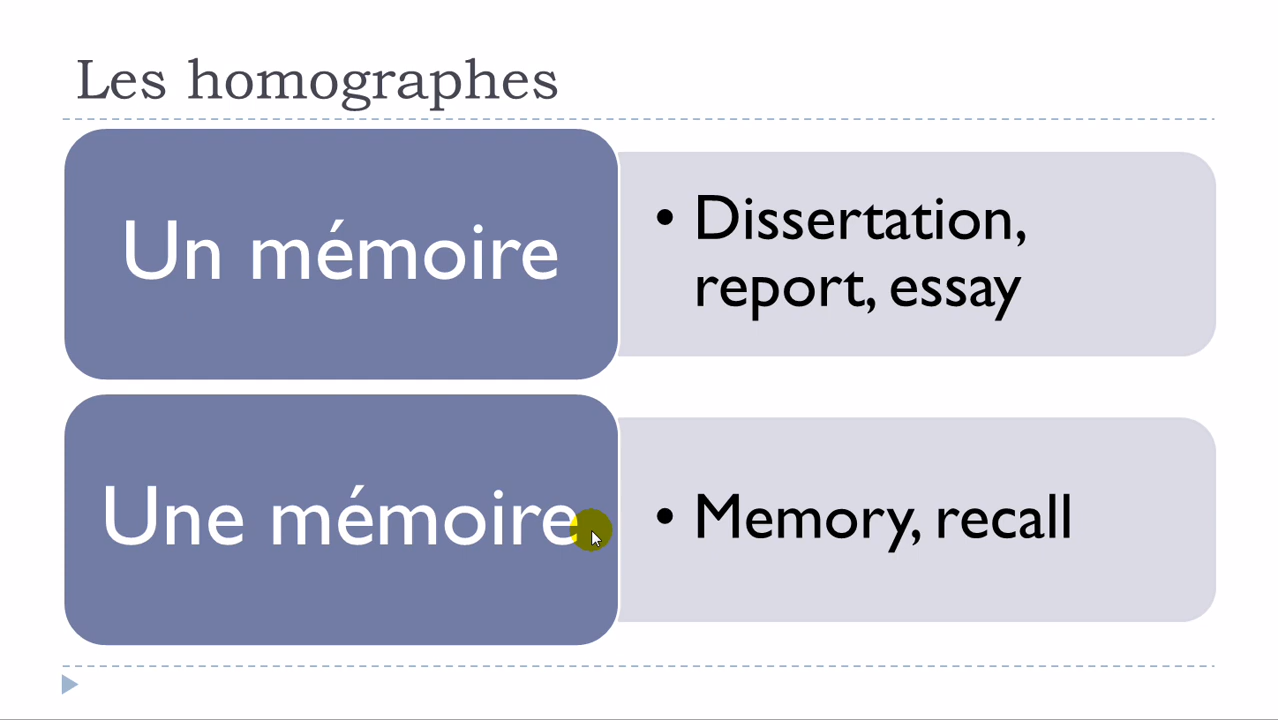 Les homographes
Un mémoire
• Dissertation,
report, essay
Une mémoire
• Memory, recall